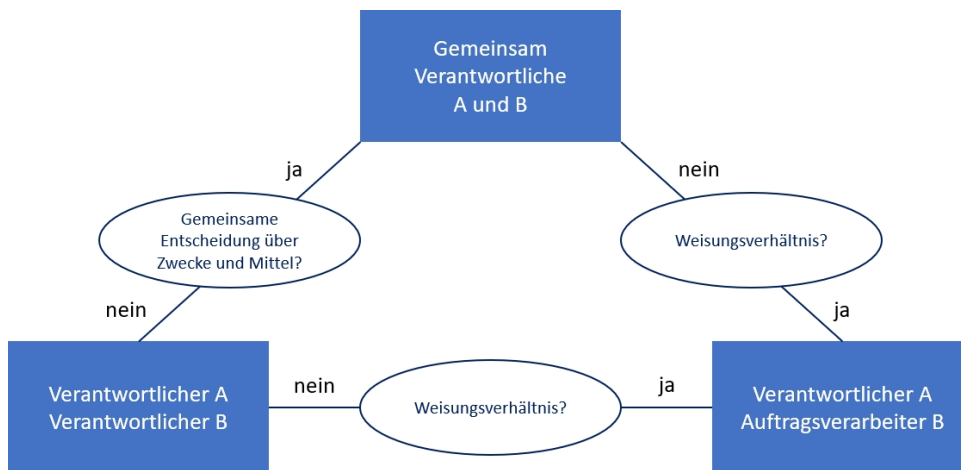 Gemeinsam
Verantwortliche
A und B
ja
nein
Gemeinsame
Entscheidung über
Zwecke und Mittel?
Weisungsverhältnis?
nein
ja
Verantwortlicher A
Verantwortlicher B
nein
Weisungsverhältnis?
ja
Verantwortlicher A
Auftragsverarbeiter B